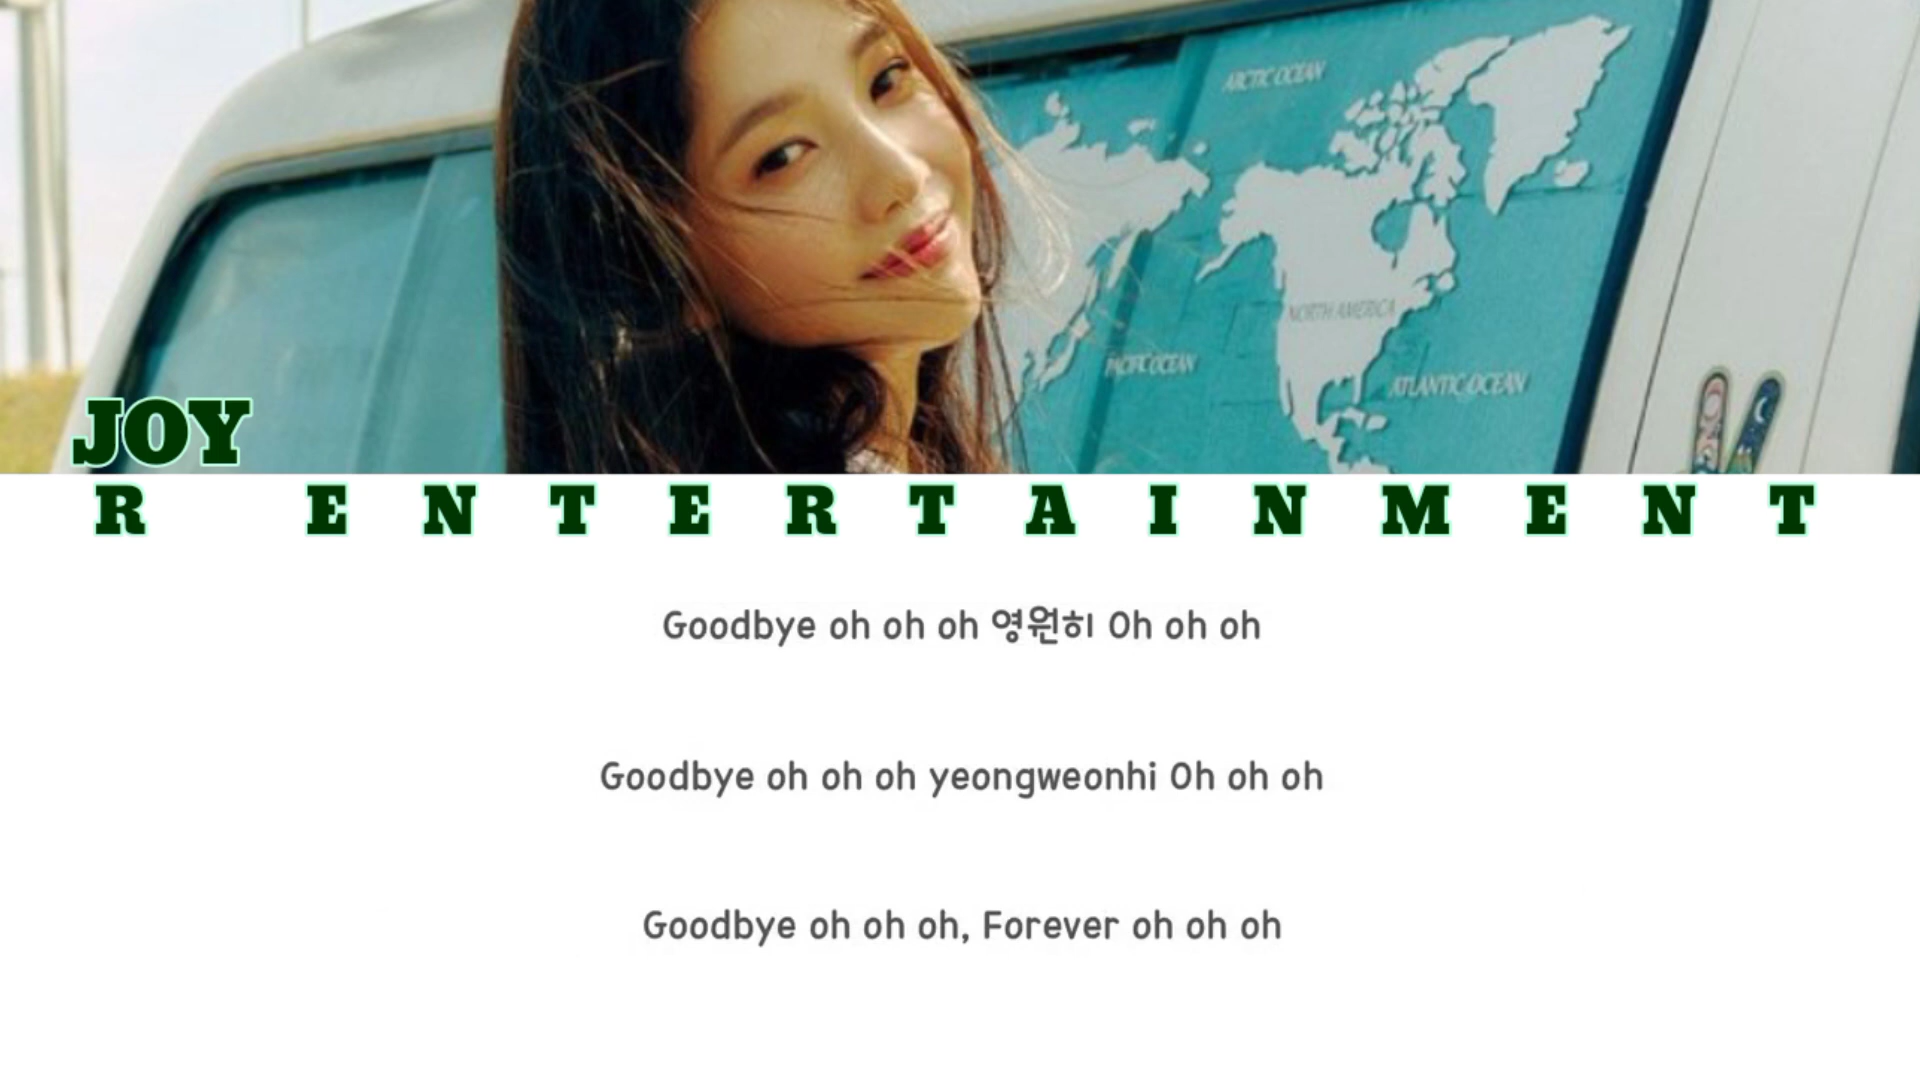 ARCTIC OCEAN
NORTH AMERICA
PACIFIC OCEAN
ATLANTIC OCEAN
JOY
R ENTERTAINMENT
Goodbye oh oh oh 영원히 Oh oh oh
Goodbye oh oh oh yeongweonhi Oh oh oh
Goodbye oh oh oh, Forever oh oh oh